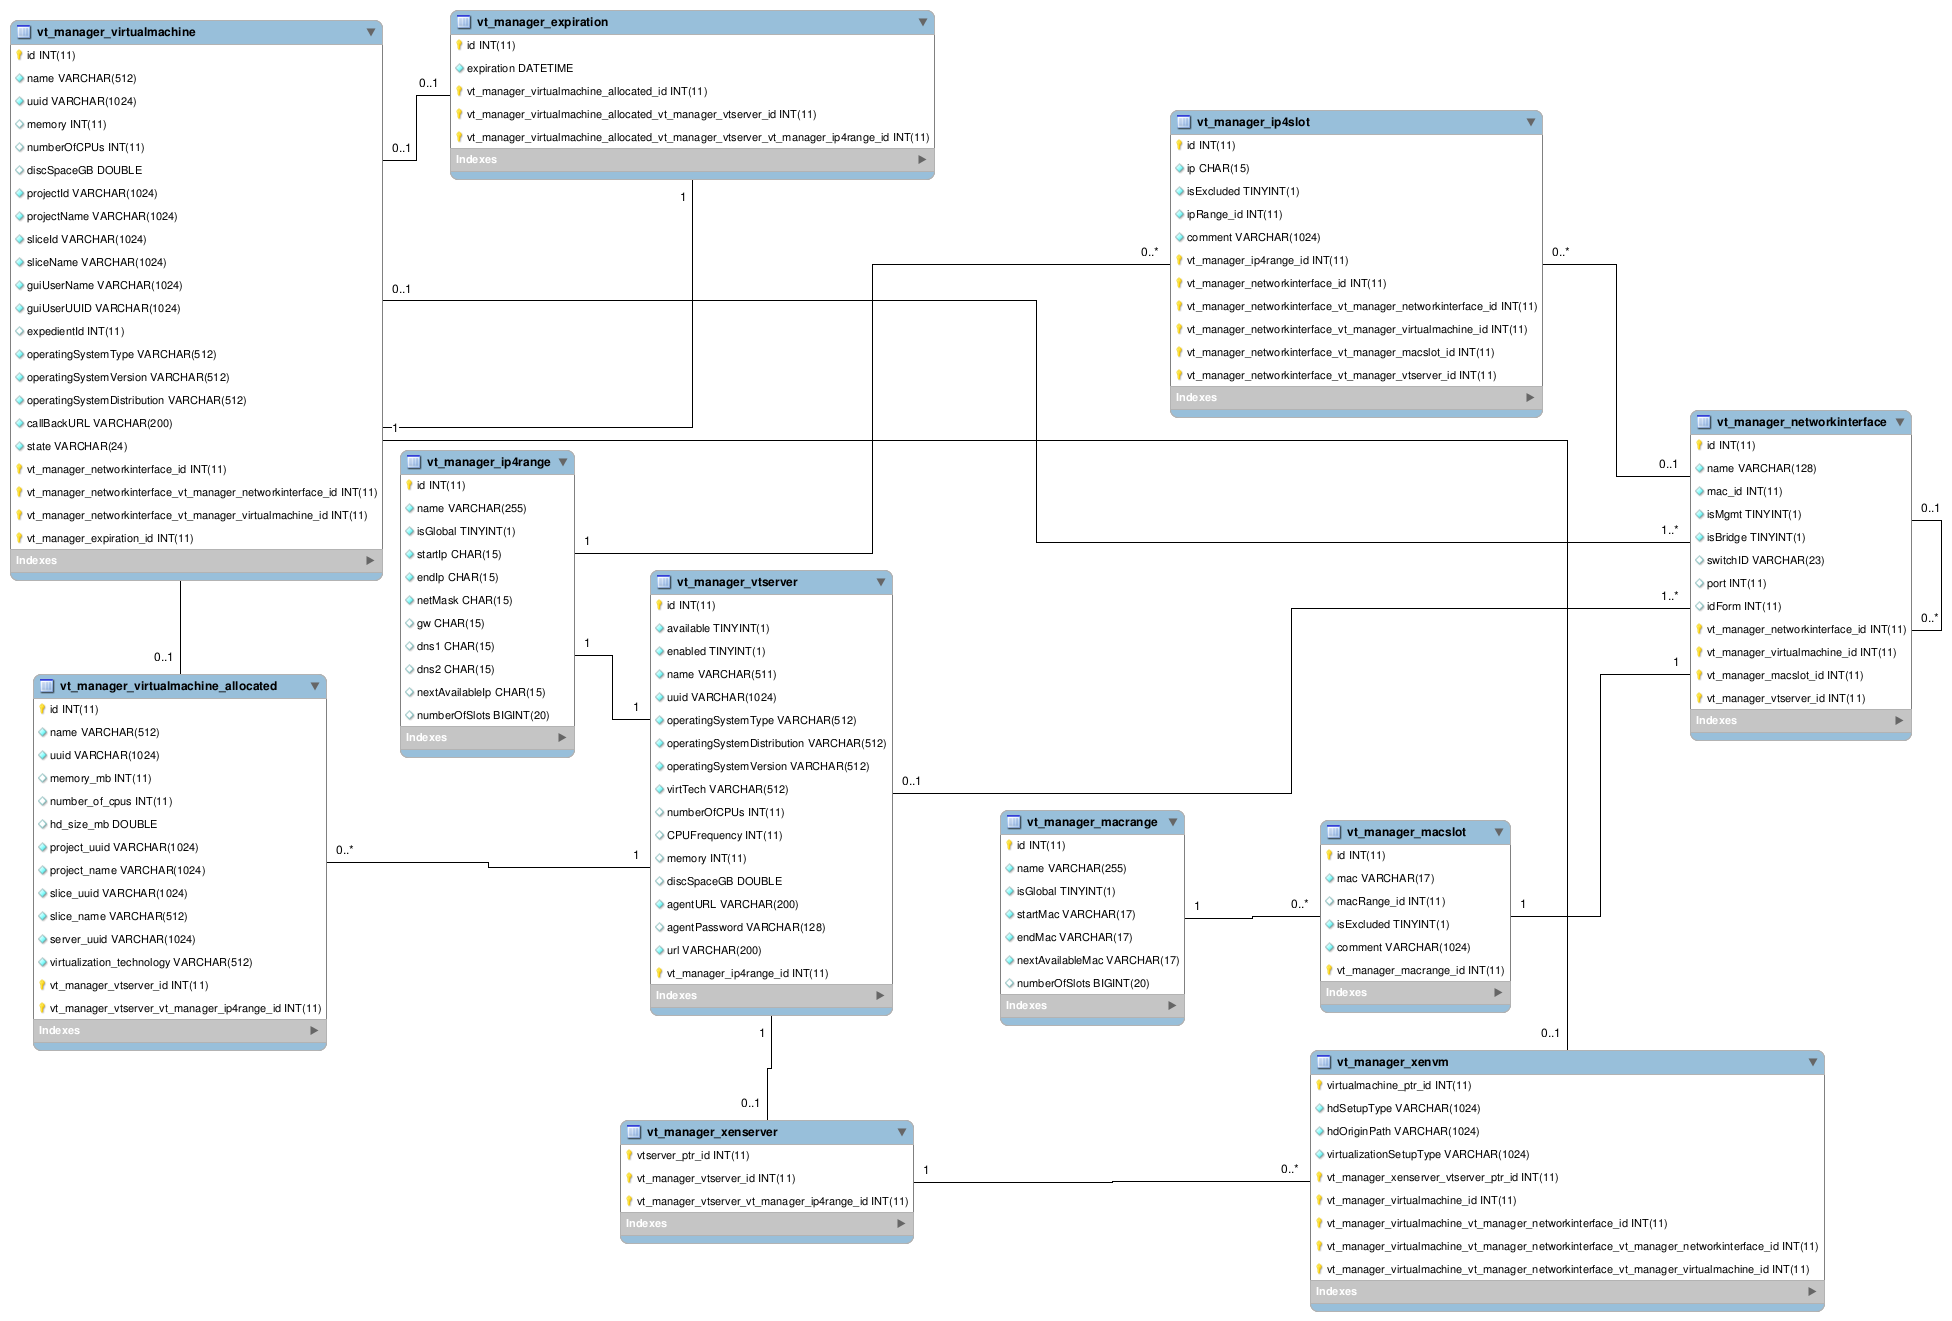 vt_manager_virtualmachine
id INT(11)
name VARCHAR(512)
uuid VARCHAR(1024)
memory INT(11)
numberOfCPUs INT(11)
discSpaceGB DOUBLE
projectId VARCHAR(1024)
projectName VARCHAR(1024)
sliceId VARCHAR(1024)
sliceName VARCHAR(1024)
guiUserName VARCHAR(1024)
guiUserUUID VARCHAR(1024)
expedientId INT(11)
operatingSystemType VARCHAR(512)
operatingSystemVersion VARCHAR(512)
operatingSystemDistribution VARCHAR(512)
callBackURL VARCHAR(200)
state VARCHAR(24)
vt_manager_networkinterface_id INT(11)
vt_manager_networkinterface_vt_manager_networkinterface_id INT(11)
vt_manager_networkinterface_vt_manager_virtualmachine_id INT(11)
vt_manager_expiration_id INT(11)
Indexes
0..1
0..1
0..1
1
1
vt_manager_expiration
id INT(11)
expiration DATETIME
vt_manager_virtualmachine_allocated_id INT(11)
vt_manager_virtualmachine_allocated_vt_manager_vtserver_id INT(11)
vt_manager_virtualmachine_allocated_vt_manager_vtserver_vt_manager_ip4range_id INT(11)
Indexes
vt_manager_ip4slot
id INT(11)
ip CHAR(15)
isExcluded TINYINT(1)
ipRange_id INT(11)
comment VARCHAR(1024)
vt_manager_ip4range_id INT(11)
vt_manager_networkinterface_id INT(11)
vt_manager_networkinterface_vt_manager_networkinterface_id INT(11)
vt_manager_networkinterface_vt_manager_virtualmachine_id INT(11)
vt_manager_networkinterface_vt_manager_macslot_id INT(11)
vt_manager_networkinterface_vt_manager_vtserver_id INT(11)
Indexes
0..*
0..*
vt_manager_networkinterface
id INT(11)
name VARCHAR(128)
mac_id INT(11)
isMgmt TINYINT(1)
isBridge TINYINT(1)
switchID VARCHAR(23)
port INT(11)
idForm INT(11)
vt_manager_networkinterface_id INT(11)
vt_manager_virtualmachine_id INT(11)
vt_manager_macslot_id INT(11)
vt_manager_vtserver_id INT(11)
Indexes
0..1
1..*
1..*
1
0..1
0..*
vt_manager_ip4range
id INT(11)
name VARCHAR(255)
isGlobal TINYINT(1)
startIp CHAR(15)
endIp CHAR(15)
netMask CHAR(15)
gw CHAR(15)
dns1 CHAR(15)
dns2 CHAR(15)
nextAvailableIp CHAR(15)
numberOfSlots BIGINT(20)
Indexes
1
1
1
vt_manager_vtserver
id INT(11)
available TINYINT(1)
enabled TINYINT(1)
name VARCHAR(511)
uuid VARCHAR(1024)
operatingSystemType VARCHAR(512)
operatingSystemDistribution VARCHAR(512)
operatingSystemVersion VARCHAR(512)
virtTech VARCHAR(512)
numberOfCPUs INT(11)
CPUFrequency INT(11)
memory INT(11)
discSpaceGB DOUBLE
agentURL VARCHAR(200)
agentPassword VARCHAR(128)
url VARCHAR(200)
vt_manager_ip4range_id INT(11)
Indexes
0..1
0..1
vt_manager_virtualmachine_allocated
id INT(11)
name VARCHAR(512)
uuid VARCHAR(1024)
memory_mb INT(11)
number_of_cpus INT(11)
hd_size_mb DOUBLE
project_uuid VARCHAR(1024)
project_name VARCHAR(1024)
slice_uuid VARCHAR(1024)
slice_name VARCHAR(512)
server_uuid VARCHAR(1024)
virtualization_technology VARCHAR(512)
vt_manager_vtserver_id INT(11)
vt_manager_vtserver_vt_manager_ip4range_id INT(11)
Indexes
0..*
1
vt_manager_macrange
id INT(11)
name VARCHAR(255)
isGlobal TINYINT(1)
startMac VARCHAR(17)
endMac VARCHAR(17)
nextAvailableMac VARCHAR(17)
numberOfSlots BIGINT(20)
Indexes
1
0..*
vt_manager_macslot
id INT(11)
mac VARCHAR(17)
macRange_id INT(11)
isExcluded TINYINT(1)
comment VARCHAR(1024)
vt_manager_macrange_id INT(11)
Indexes
1
0..1
1
0..1
vt_manager_xenserver
vtserver_ptr_id INT(11)
vt_manager_vtserver_id INT(11)
vt_manager_vtserver_vt_manager_ip4range_id INT(11)
Indexes
1
0..*
vt_manager_xenvm
virtualmachine_ptr_id INT(11)
hdSetupType VARCHAR(1024)
hdOriginPath VARCHAR(1024)
virtualizationSetupType VARCHAR(1024)
vt_manager_xenserver_vtserver_ptr_id INT(11)
vt_manager_virtualmachine_id INT(11)
vt_manager_virtualmachine_vt_manager_networkinterface_id INT(11)
vt_manager_virtualmachine_vt_manager_networkinterface_vt_manager_networkinterface_id INT(11)
vt_manager_virtualmachine_vt_manager_networkinterface_vt_manager_virtualmachine_id INT(11)
Indexes